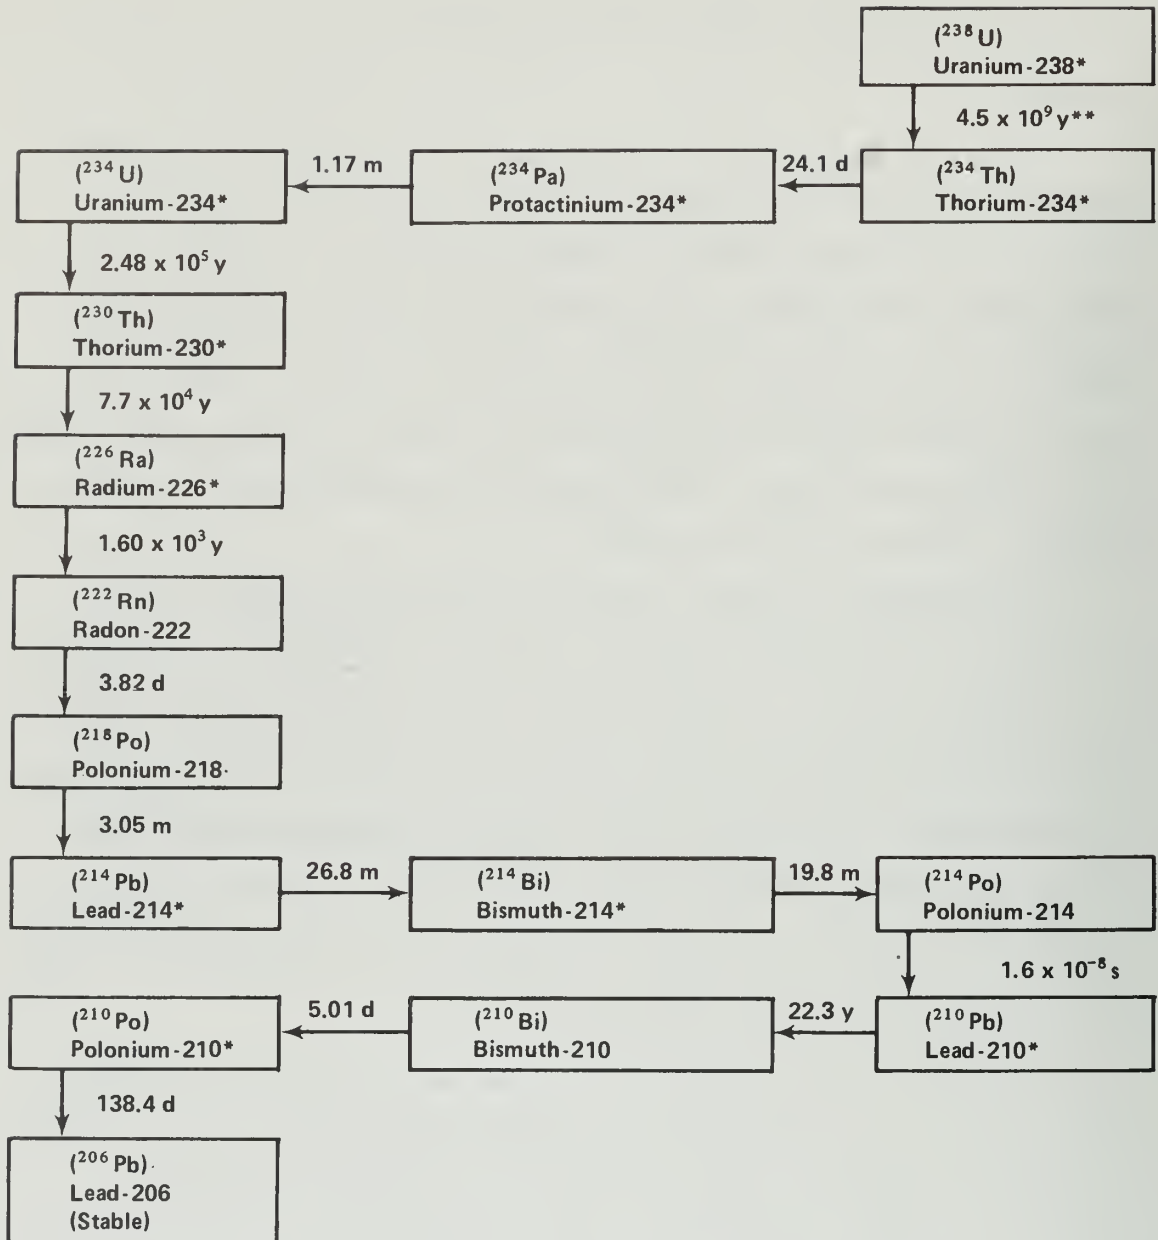 (²³⁸U)
Uranium-238*
4.5 x 10⁹ y**
(²³⁴Th)
Thorium-234*
24.1 d
(²³⁴Pa)
Protactinium-234*
1.17 m
(²³⁴U)
Uranium-234*
2.48 x 10⁵ y
(²³⁰Th)
Thorium-230*
7.7 x 10⁴ y
(²²⁶Ra)
Radium-226*
1.60 x 10³ y
(²²²Rn)
Radon-222
3.82 d
(²¹⁸Po)
Polonium-218
3.05 m
(²¹⁴Pb)
Lead-214*
26.8 m
(²¹⁴Bi)
Bismuth-214*
19.8 m
(²¹⁴Po)
Polonium-214
1.6 x 10⁻⁸ s
(²¹⁰Pb)
Lead-210*
22.3 y
(²¹⁰Bi)
Bismuth-210
5.01 d
(²¹⁰Po)
Polonium-210*
138.4 d
(²⁰⁶Pb)
Lead-206
(Stable)